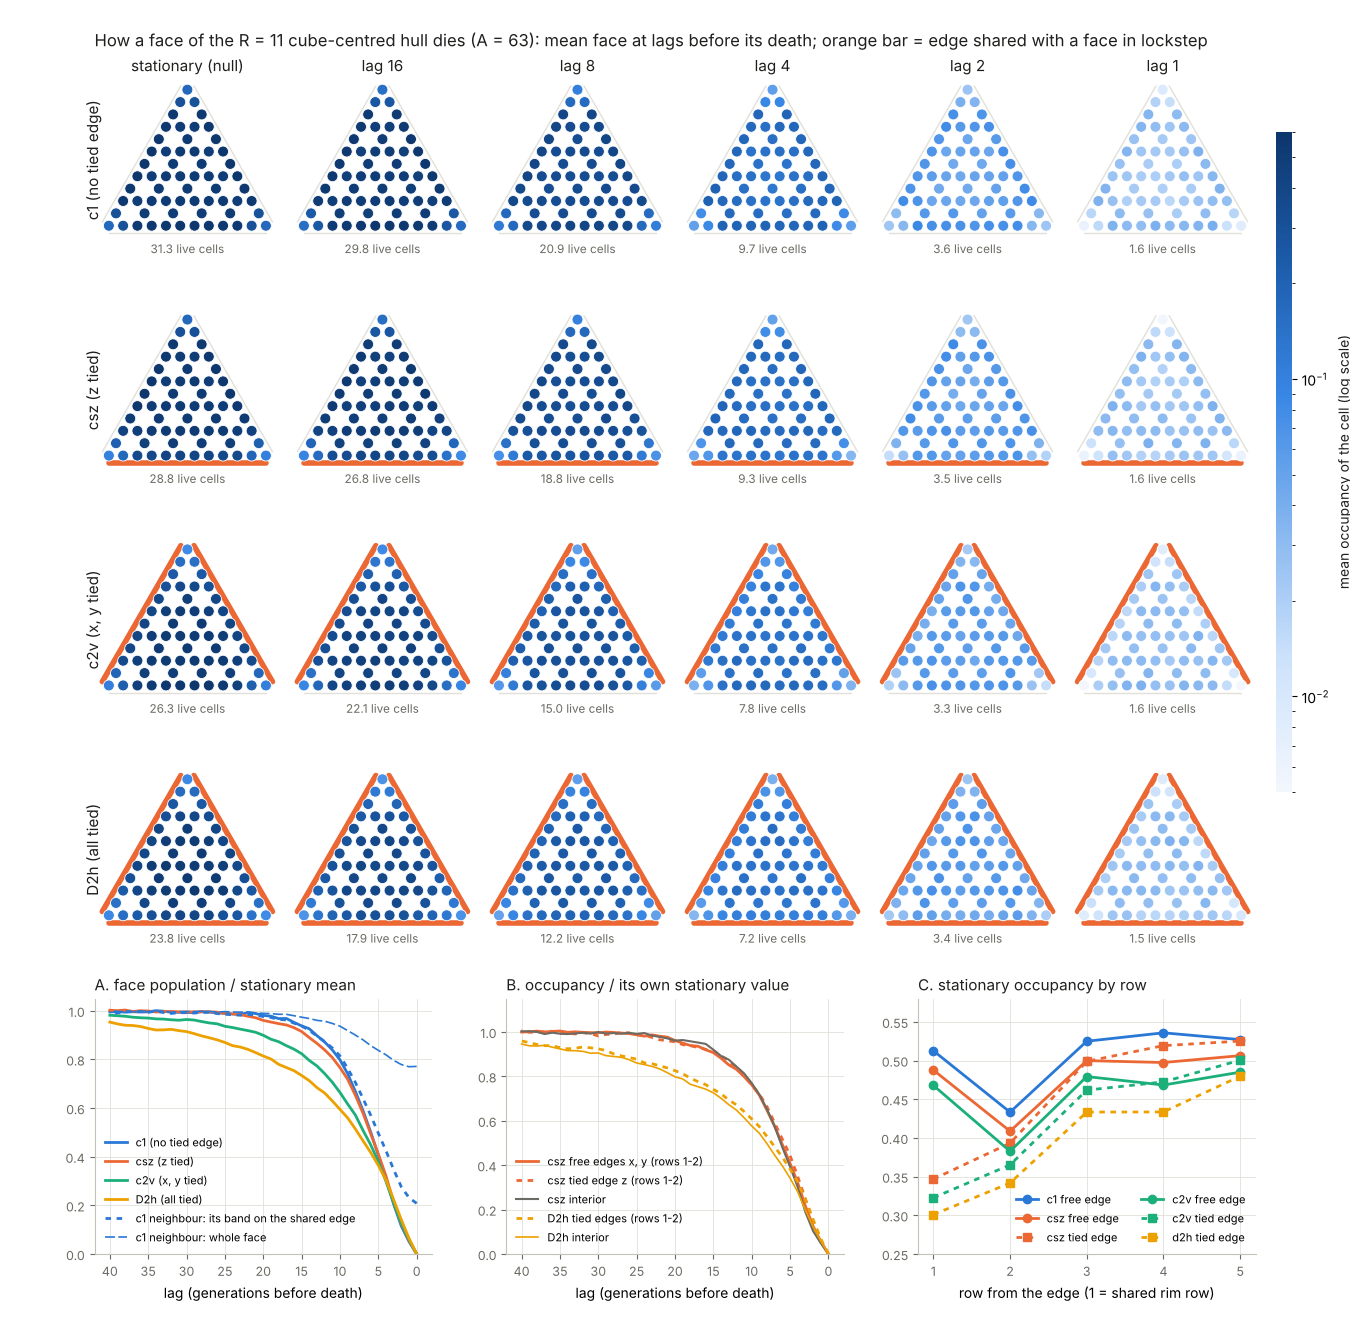 How a face of the R = 11 cube-centred hull dies (A = 63): mean face at lags before its death; orange bar = edge shared with a face in lockstep
stationary (null) lag 16 lag 8 lag 4 lag 2 lag 1
c1 (no tied edge)
31.3 live cells 29.8 live cells 20.9 live cells 9.7 live cells 3.6 live cells 1.6 live cells
csz (z tied)
28.8 live cells 26.8 live cells 18.8 live cells 9.3 live cells 3.5 live cells 1.6 live cells
c2v (x, y tied)
26.3 live cells 22.1 live cells 15.0 live cells 7.8 live cells 3.3 live cells 1.6 live cells
D2h (all tied)
23.8 live cells 17.9 live cells 12.2 live cells 7.2 live cells 3.4 live cells 1.5 live cells
10⁻¹
10⁻²
mean occupancy of the cell (log scale)
A. face population / stationary mean
1.0
0.8
0.6
0.4
0.2
0.0
c1 (no tied edge)
csz (z tied)
c2v (x, y tied)
D2h (all tied)
c1 neighbour: its band on the shared edge
c1 neighbour: whole face
40 35 30 25 20 15 10 5 0
lag (generations before death)
B. occupancy / its own stationary value
1.0
0.8
0.6
0.4
0.2
0.0
csz free edges x, y (rows 1-2)
csz tied edge z (rows 1-2)
csz interior
D2h tied edges (rows 1-2)
D2h interior
40 35 30 25 20 15 10 5 0
lag (generations before death)
C. stationary occupancy by row
0.55
0.50
0.45
0.40
0.35
0.30
0.25
c1 free edge
csz free edge
csz tied edge
c2v free edge
c2v tied edge
d2h tied edge
1 2 3 4 5
row from the edge (1 = shared rim row)